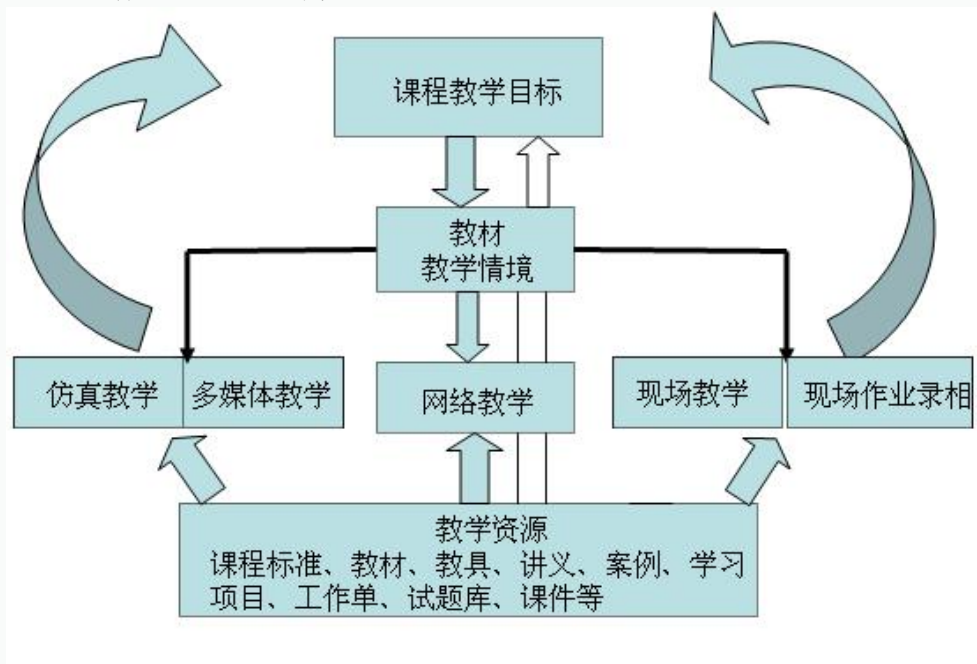 课程教学目标
教材
教学情境
仿真教学
多媒体教学
网络教学
现场教学
现场作业录相
教学资源
课程标准、教材、教具、讲义、案例、学习
项目、工作单、试题库、课件等